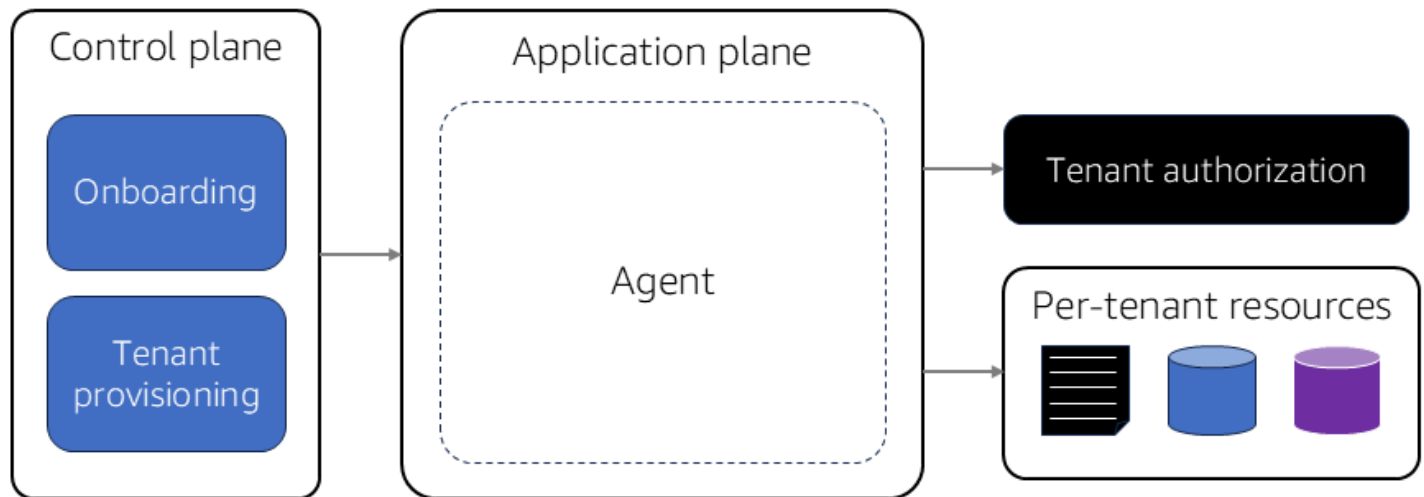 Control plane
Onboarding
Tenant
provisioning
Application plane
Agent
Tenant authorization
Per-tenant resources